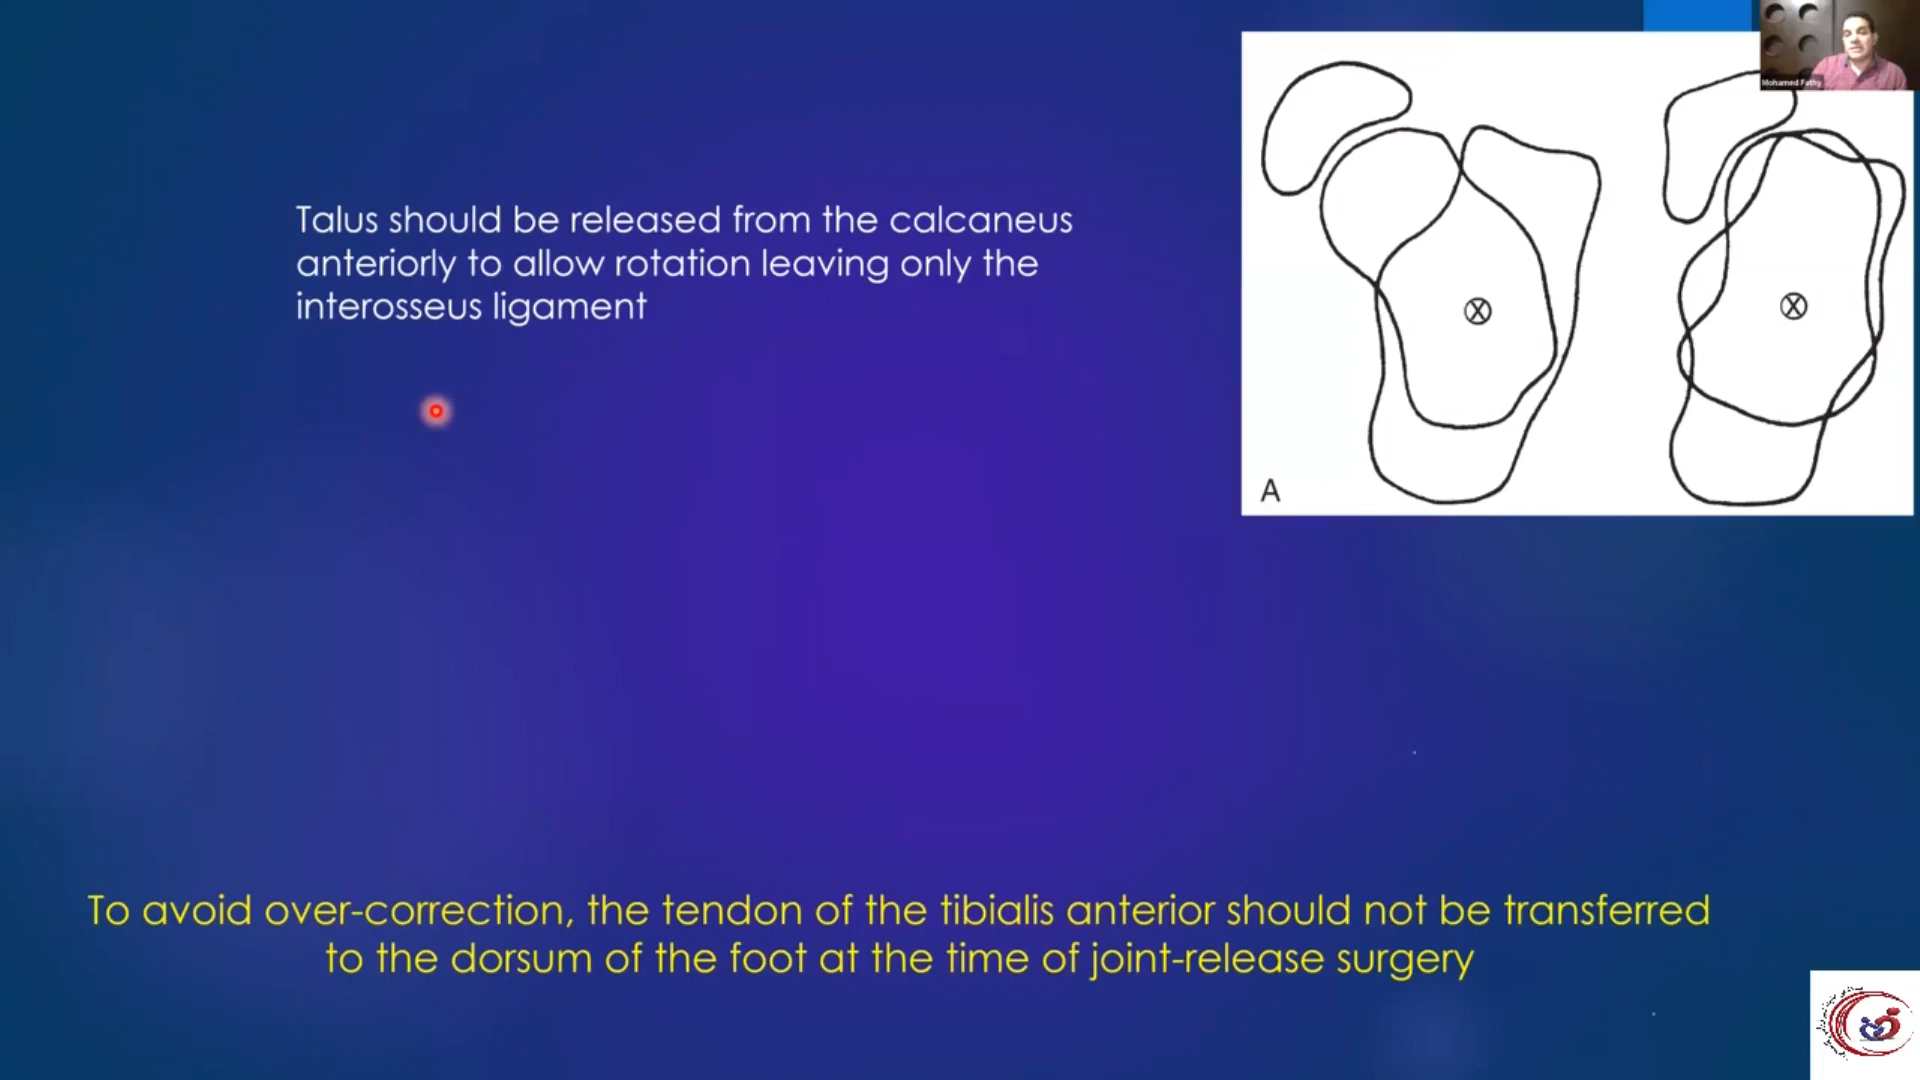 Mohamed Fathy
Talus should be released from the calcaneus
anteriorly to allow rotation leaving only the
interosseus ligament
A
To avoid over-correction, the tendon of the tibialis anterior should not be transferred
to the dorsum of the foot at the time of joint-release surgery